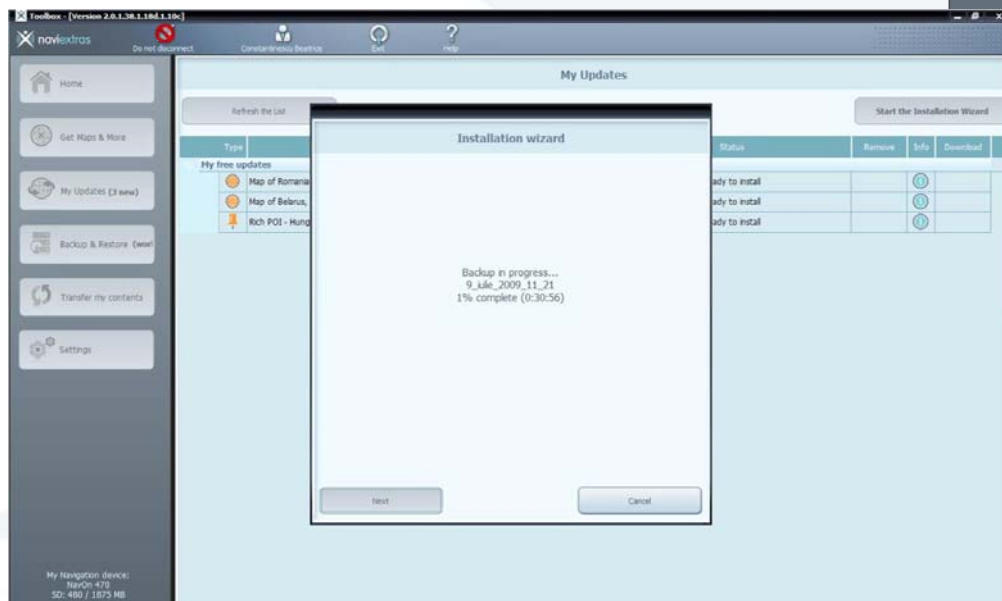 Toolbox - [Version 2.0.1.38.1.18d.1.10c]
naviextras
Do not disconnect
Constantinescu Beatrice
Exit
Help
Home
Get Maps & More
My Updates (3 new)
Backup & Restore
Transfer my contents
Settings
My Navigation device:
NavOn 470
SD: 480 / 1875 MB
My Updates
Refresh the List
Start the Installation Wizard
Type
Status
Remove
Info
Download
My free updates
Map of Romania
ady to install
Map of Belarus,
ady to install
Rich POI - Hung
ady to install
Installation wizard
Backup in progress...
9_iulie_2009_11_21
1% complete (0:30:56)
Next
Cancel